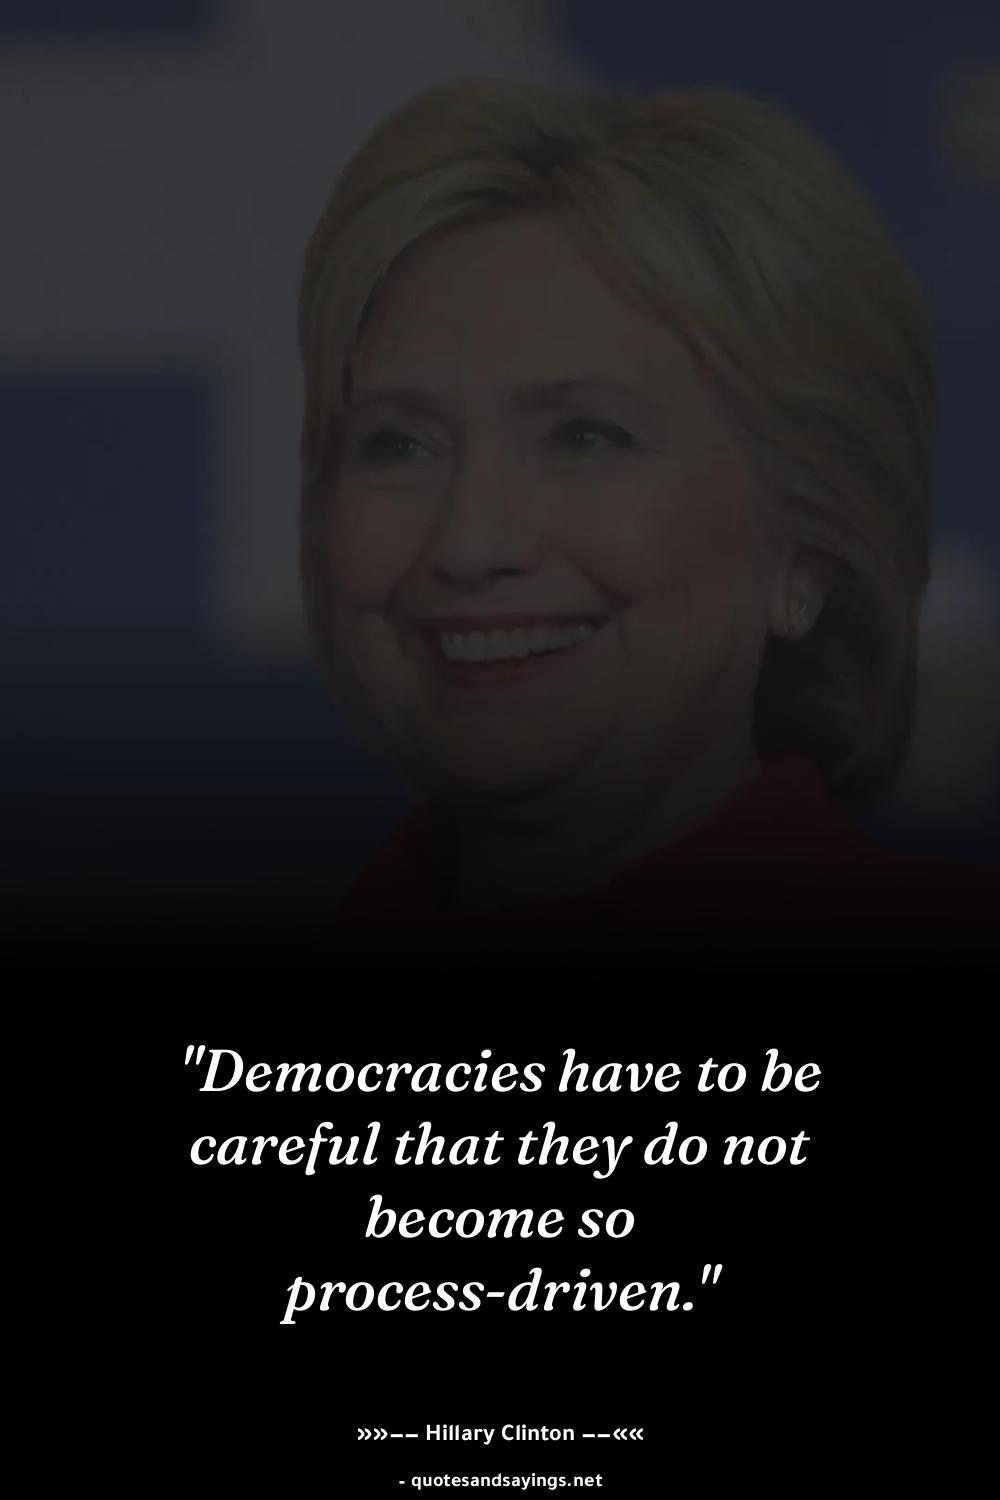 "Democracies have to be
careful that they do not
become so
process-driven."
»»–– Hillary Clinton ––««
- quotesandsayings.net